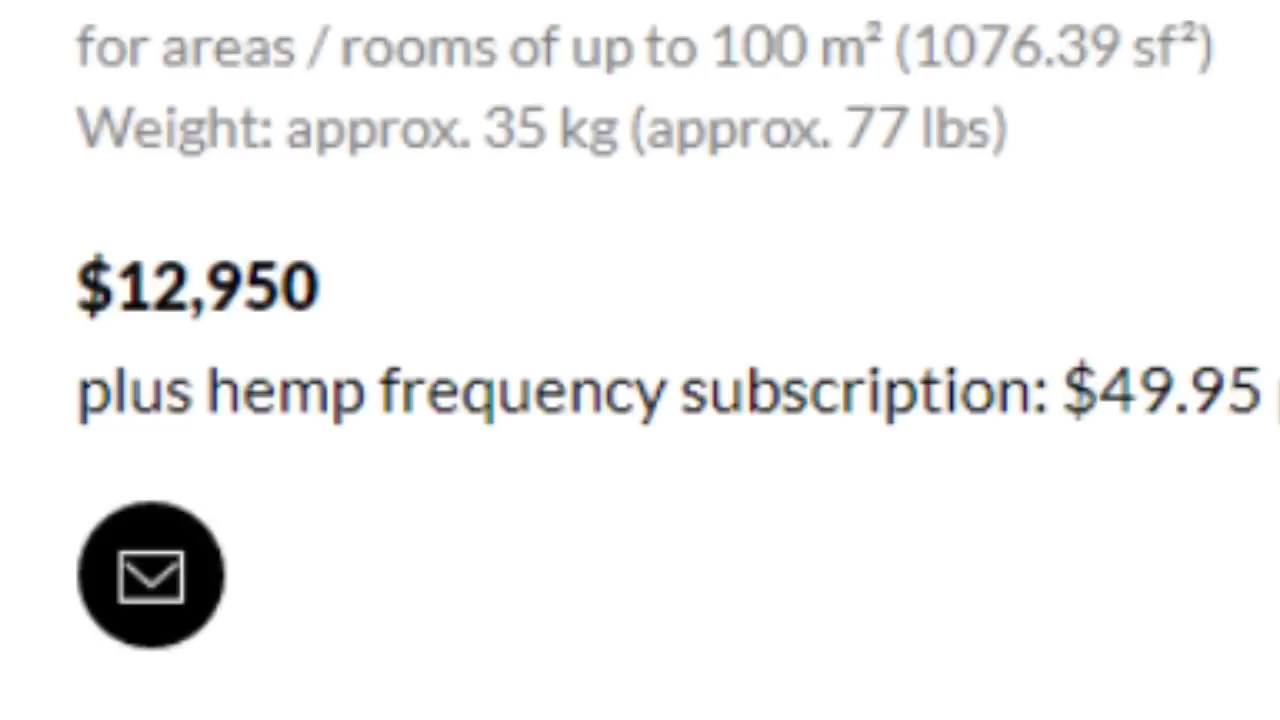 for areas / rooms of up to 100 m² (1076.39 sf²)
Weight: approx. 35 kg (approx. 77 lbs)
$12,950
plus hemp frequency subscription: $49.95